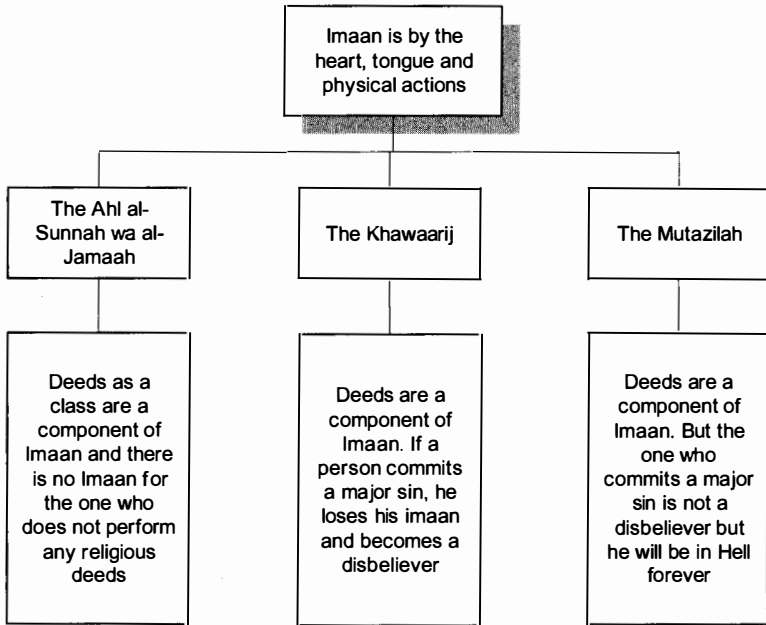 Imaan is by the
heart, tongue and
physical actions
The Ahl al-
Sunnah wa al-
Jamaah
The Khawaarij
The Mutazilah
Deeds as a
class are a
component of
Imaan and there
is no Imaan for
the one who
does not perform
any religious
deeds
Deeds are a
component of
Imaan. If a
person commits
a major sin, he
loses his imaan
and becomes a
disbeliever
Deeds are a
component of
Imaan. But the
one who
commits a major
sin is not a
disbeliever but
he will be in Hell
forever